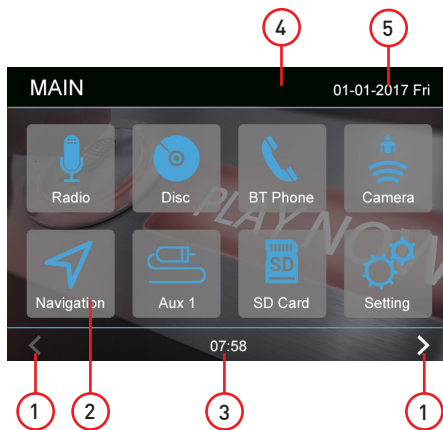 4 5
MAIN 01-01-2017 Fri
Radio Disc BT Phone Camera
PLAY NOW
SD
Navigation Aux 1 SD Card Setting
07:58
1 2 3 1